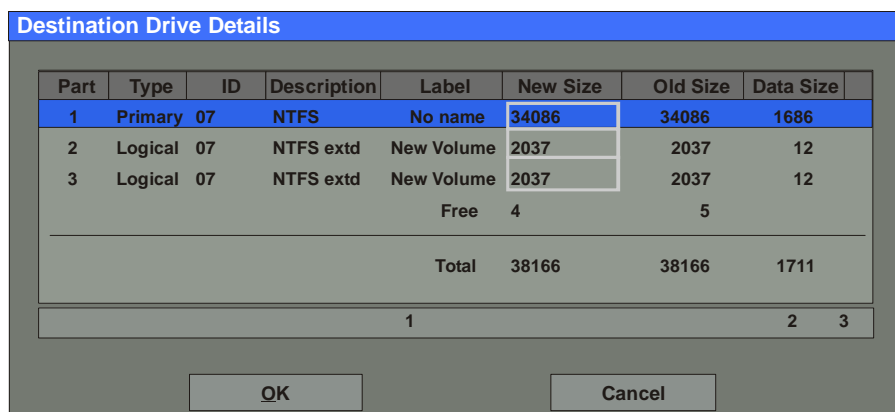 Destination Drive Details
Part Type ID Description Label New Size Old Size Data Size
1 Primary 07 NTFS No name 34086 34086 1686
2 Logical 07 NTFS extd New Volume 2037 2037 12
3 Logical 07 NTFS extd New Volume 2037 2037 12
Free 4 5
Total 38166 38166 1711
1 2 3
OK Cancel